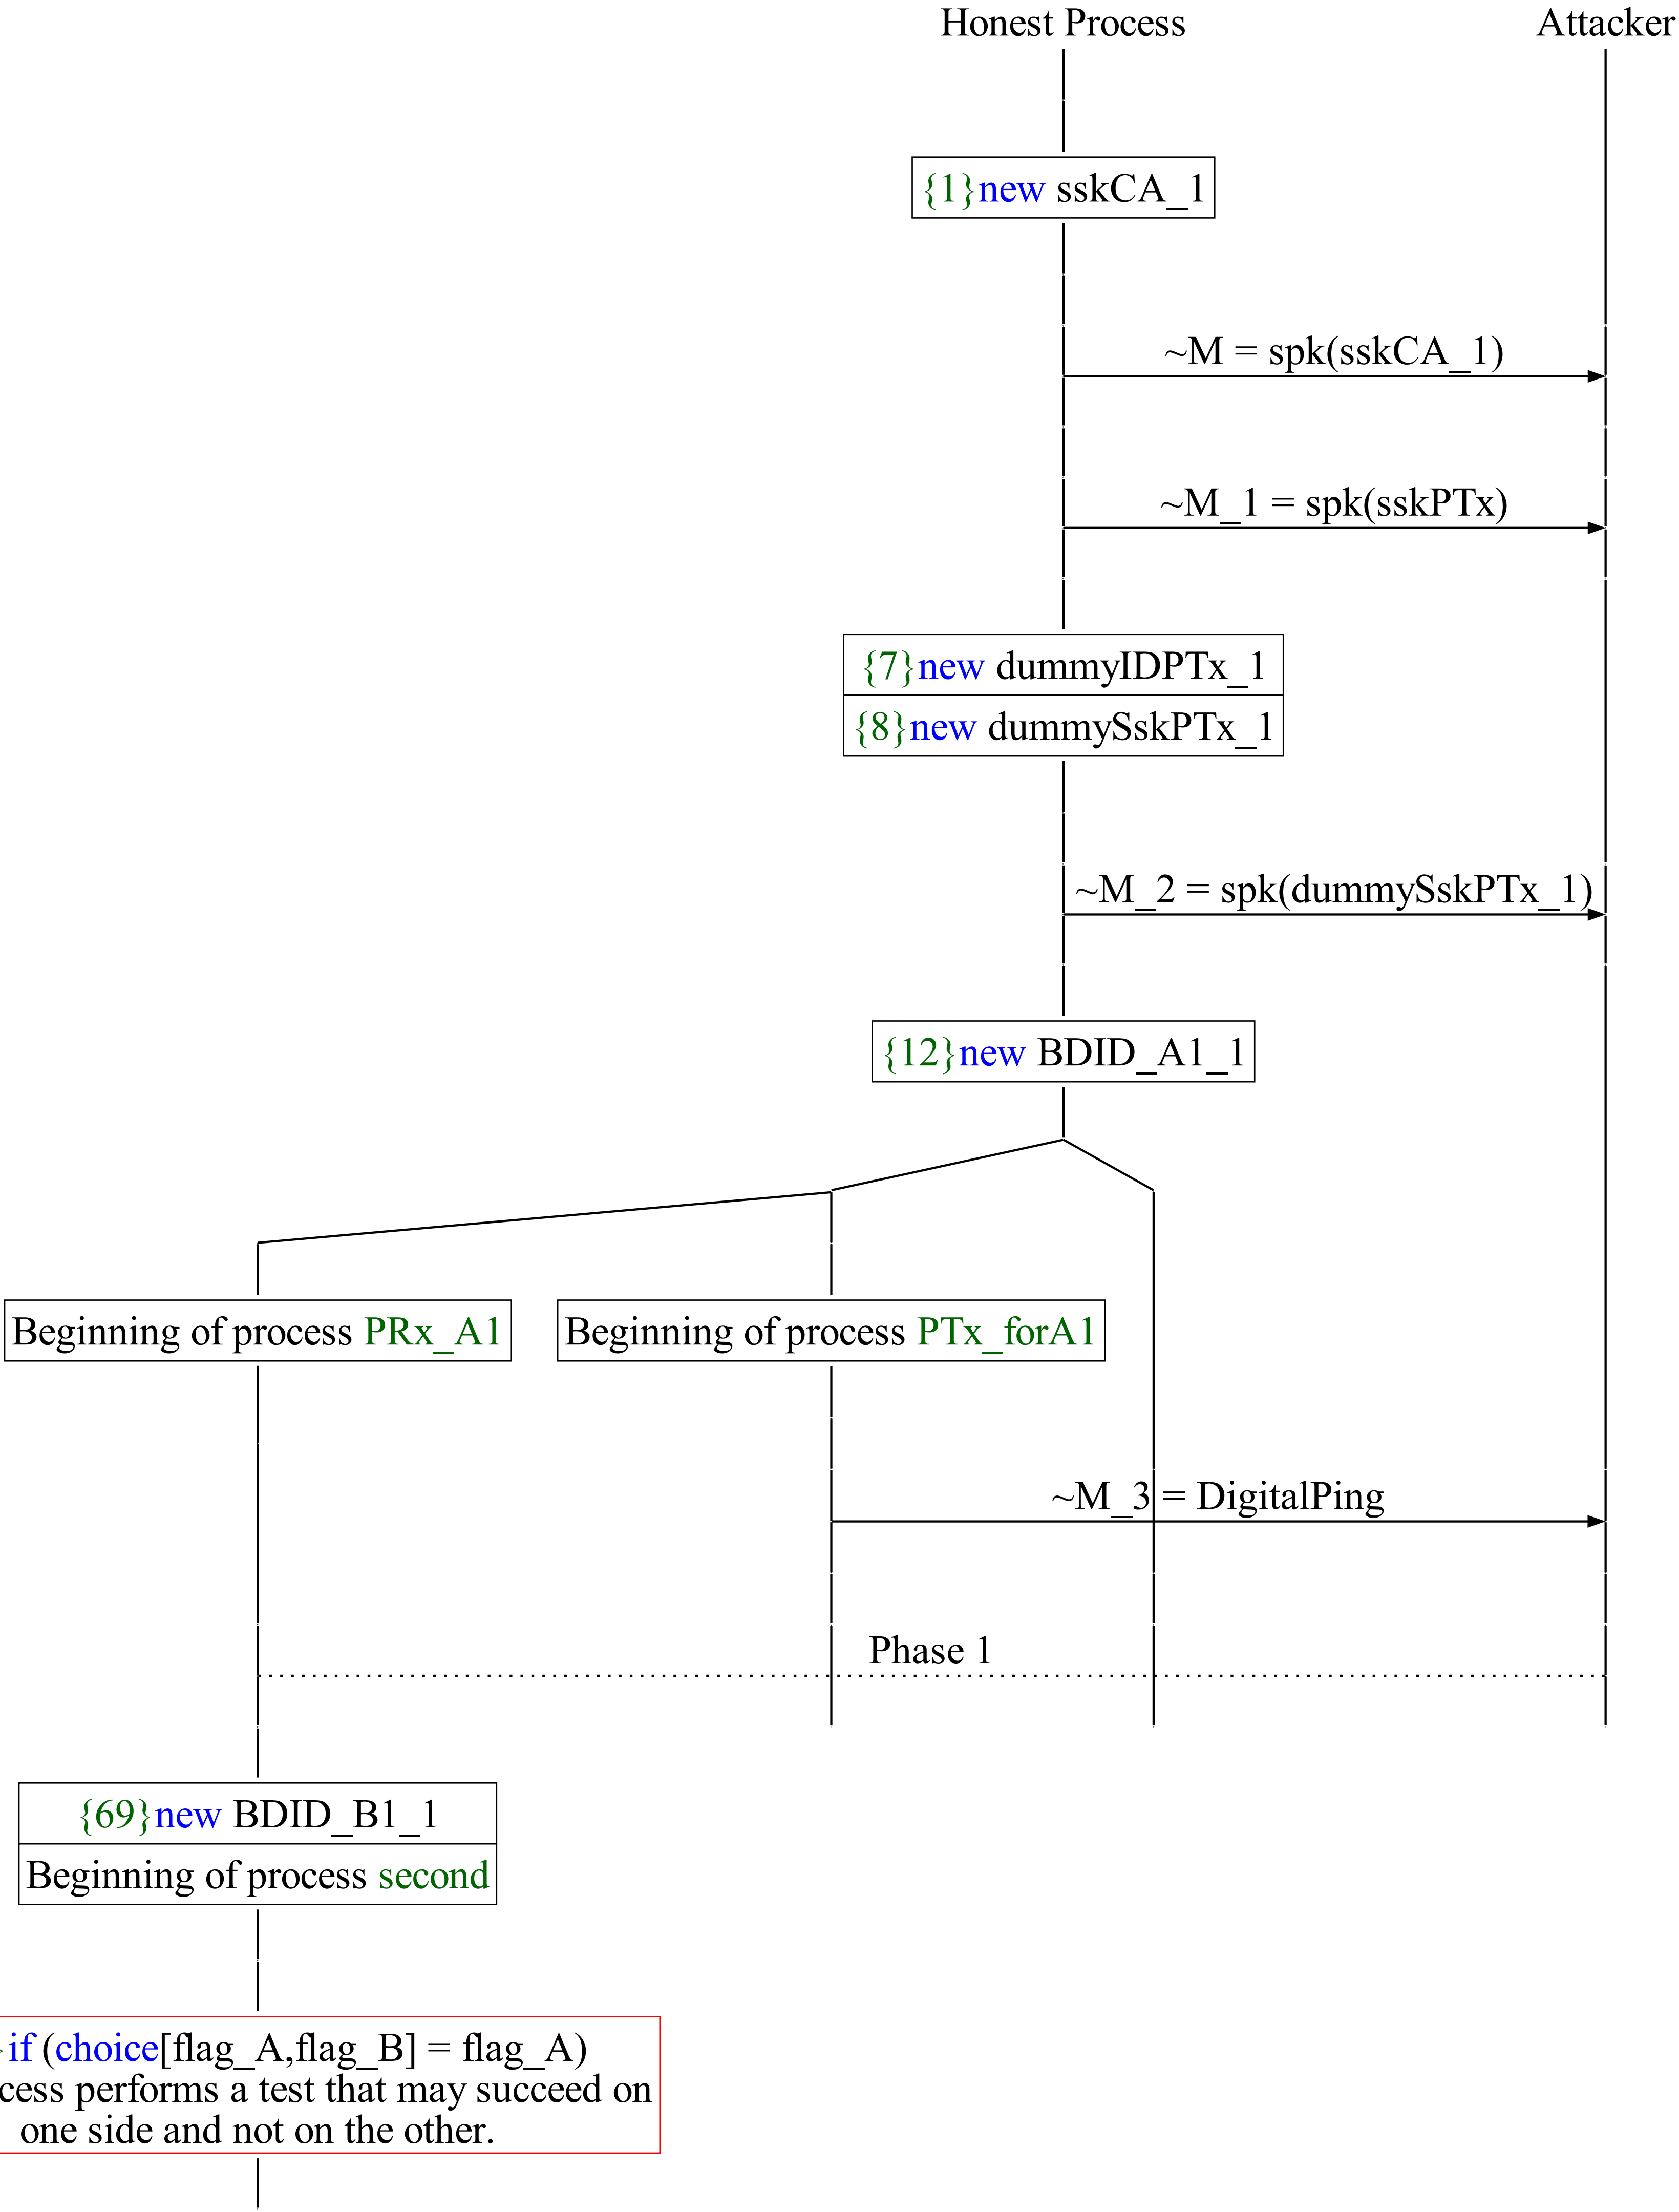 Honest Process
Attacker
{1}new sskCA_1
~M = spk(sskCA_1)
~M_1 = spk(sskPTx)
{7}new dummyIDPTx_1
{8}new dummySskPTx_1
~M_2 = spk(dummySskPTx_1)
{12}new BDID_A1_1
Beginning of process PRx_A1
Beginning of process PTx_forA1
~M_3 = DigitalPing
Phase 1
{69}new BDID_B1_1
Beginning of process second
if (choice[flag_A,flag_B] = flag_A)
cess performs a test that may succeed on
one side and not on the other.